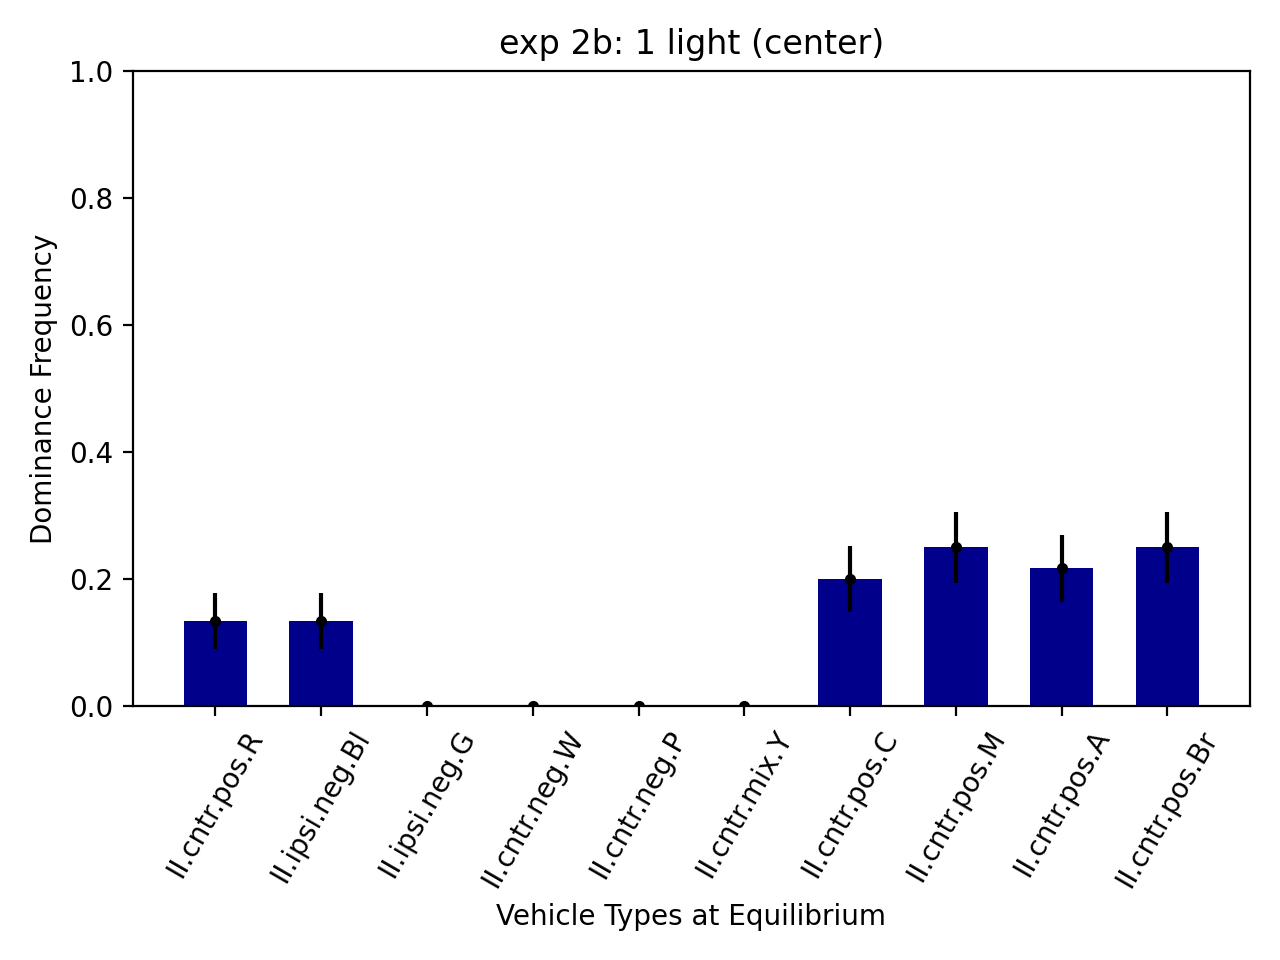 exp 2b: 1 light (center)
1.0
0.8
0.6
0.4
0.2
0.0
Dominance Frequency
II.cntr.pos.R
II.ipsi.neg.Bl
II.ipsi.neg.G
II.cntr.neg.W
II.cntr.neg.P
II.cntr.mix.Y
II.cntr.pos.C
II.cntr.pos.M
II.cntr.pos.A
II.cntr.pos.Br
Vehicle Types at Equilibrium